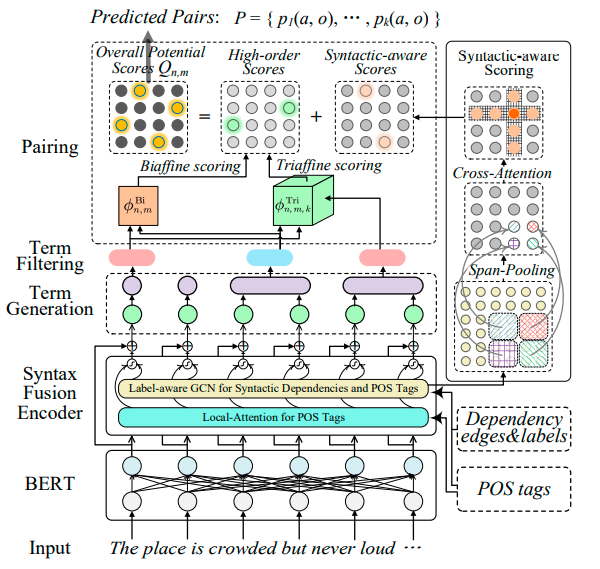 Predicted Pairs: P = { p1(a, o), ⋯ , pk(a, o) }
Overall Potential
Scores Qn,m
High-order
Scores
Syntactic-aware
Scores
=
+
Syntactic-aware
Scoring
Pairing
Biaffine scoring
Triaffine scoring
Cross-Attention
ϕ^Bi_n,m
ϕ^Tri_n,m,k
Span-Pooling
Term
Filtering
Term
Generation
Syntax
Fusion
Encoder
Label-aware GCN for Syntactic Dependencies and POS Tags
Local-Attention for POS Tags
Dependency
edges&labels
BERT
POS tags
Input
The place is crowded but never loud ⋯